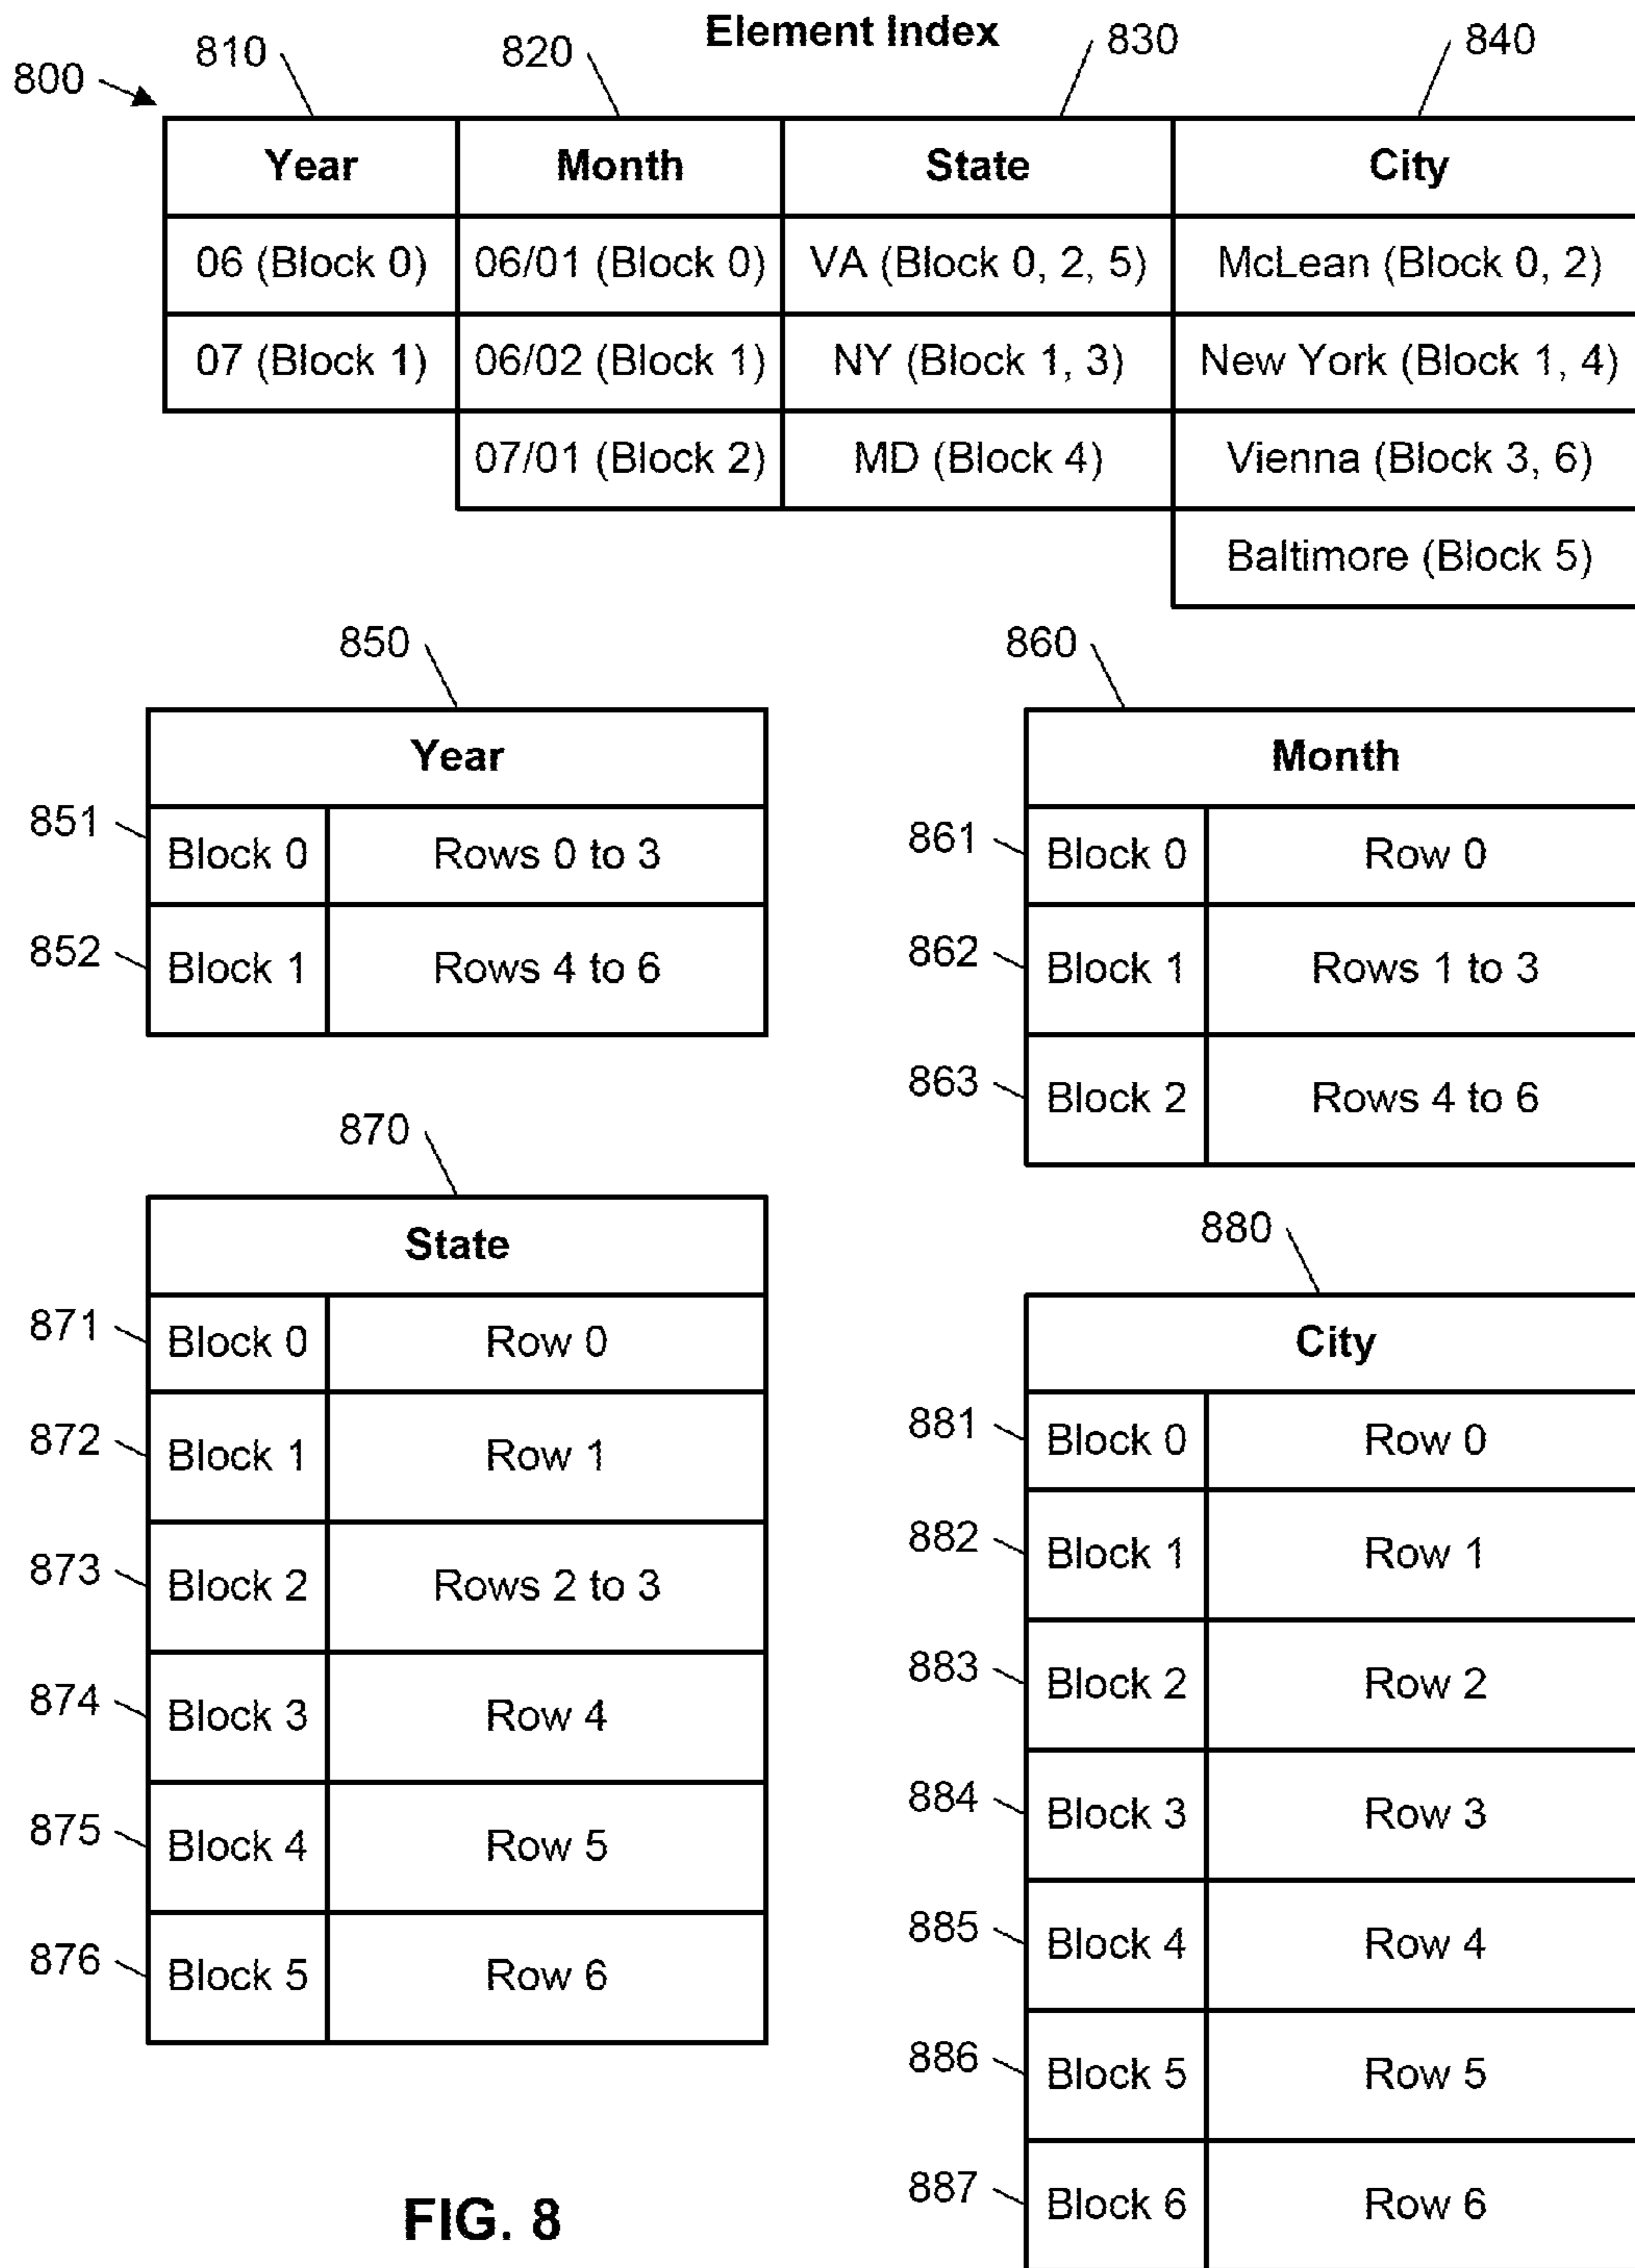 Element Index
800
810
820
830
840
Year Month State City
06 (Block 0) 06/01 (Block 0) VA (Block 0, 2, 5) McLean (Block 0, 2)
07 (Block 1) 06/02 (Block 1) NY (Block 1, 3) New York (Block 1, 4)
07/01 (Block 2) MD (Block 4) Vienna (Block 3, 6)
Baltimore (Block 5)
850
Year
851 Block 0 Rows 0 to 3
852 Block 1 Rows 4 to 6
860
Month
861 Block 0 Row 0
862 Block 1 Rows 1 to 3
863 Block 2 Rows 4 to 6
870
State
871 Block 0 Row 0
872 Block 1 Row 1
873 Block 2 Rows 2 to 3
874 Block 3 Row 4
875 Block 4 Row 5
876 Block 5 Row 6
880
City
881 Block 0 Row 0
882 Block 1 Row 1
883 Block 2 Row 2
884 Block 3 Row 3
885 Block 4 Row 4
886 Block 5 Row 5
887 Block 6 Row 6
FIG. 8